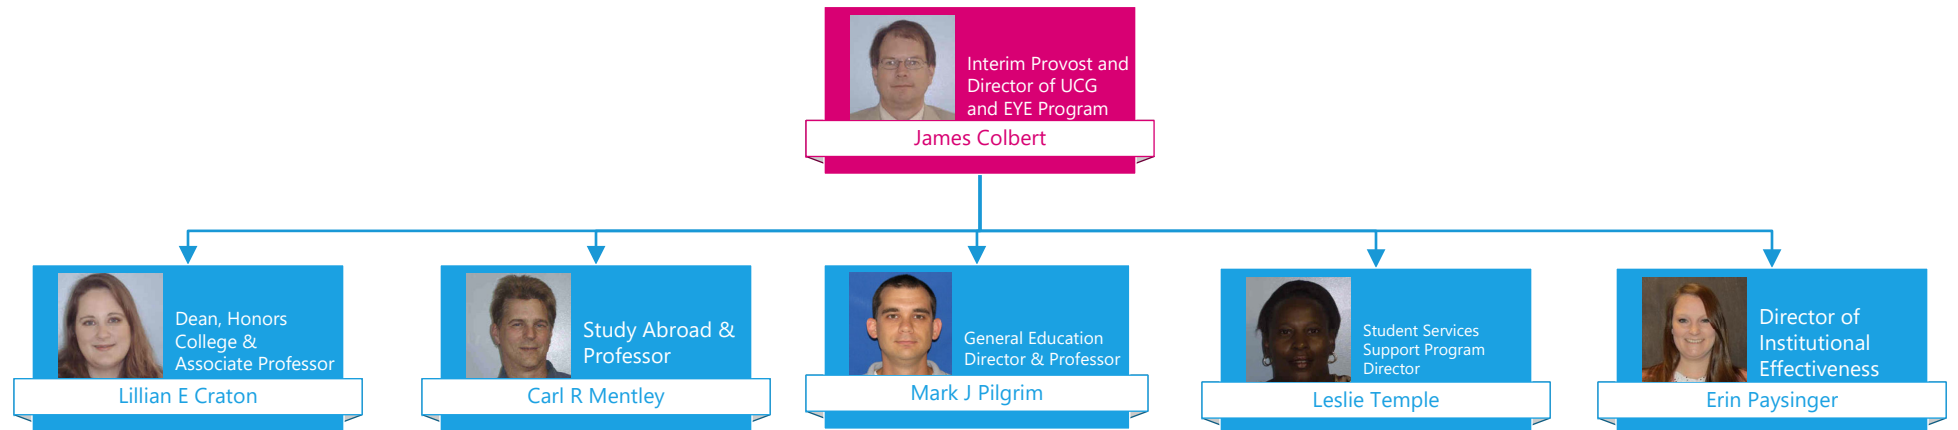 Interim Provost and
Director of UCG
and EYE Program
James Colbert
Dean, Honors
College &
Associate Professor
Lillian E Craton
Study Abroad &
Professor
Carl R Mentley
General Education
Director & Professor
Mark J Pilgrim
Student Services
Support Program
Director
Leslie Temple
Director of
Institutional
Effectiveness
Erin Paysinger